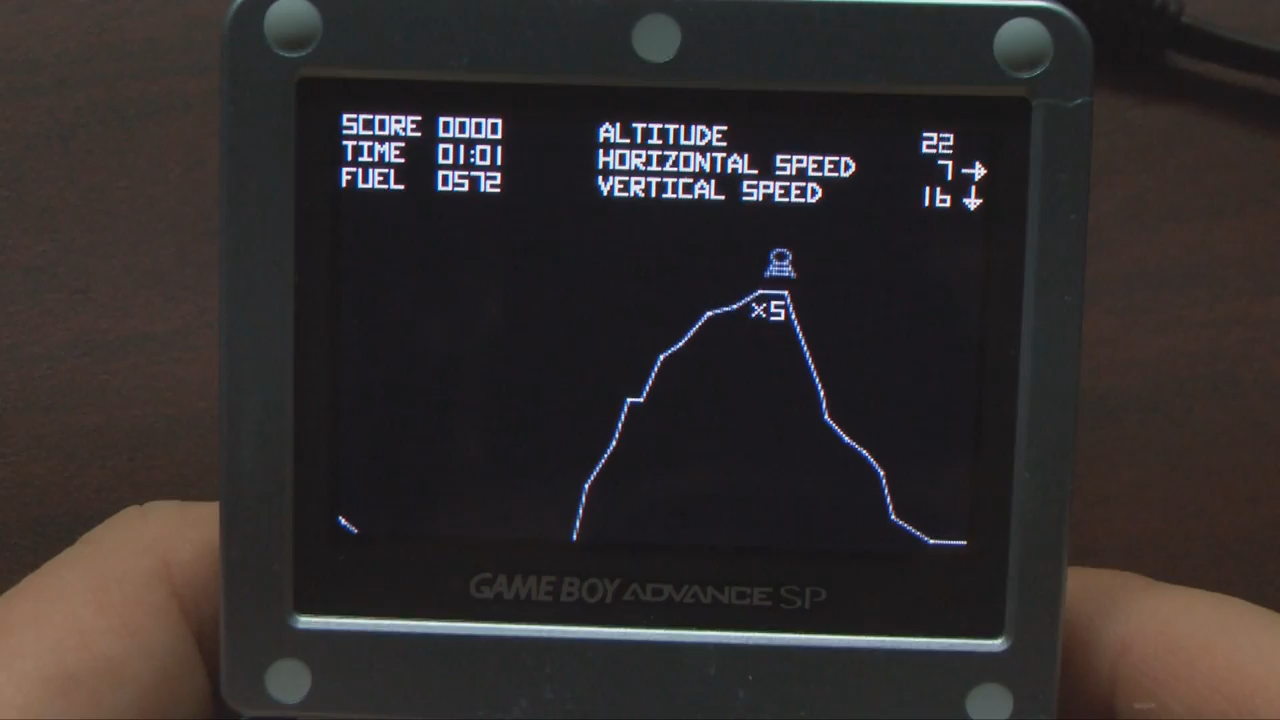 SCORE 0000
TIME 01:01
FUEL 0572
ALTITUDE 22
HORIZONTAL SPEED 7→
VERTICAL SPEED 16↓
×5
GAME BOY ADVANCE SP